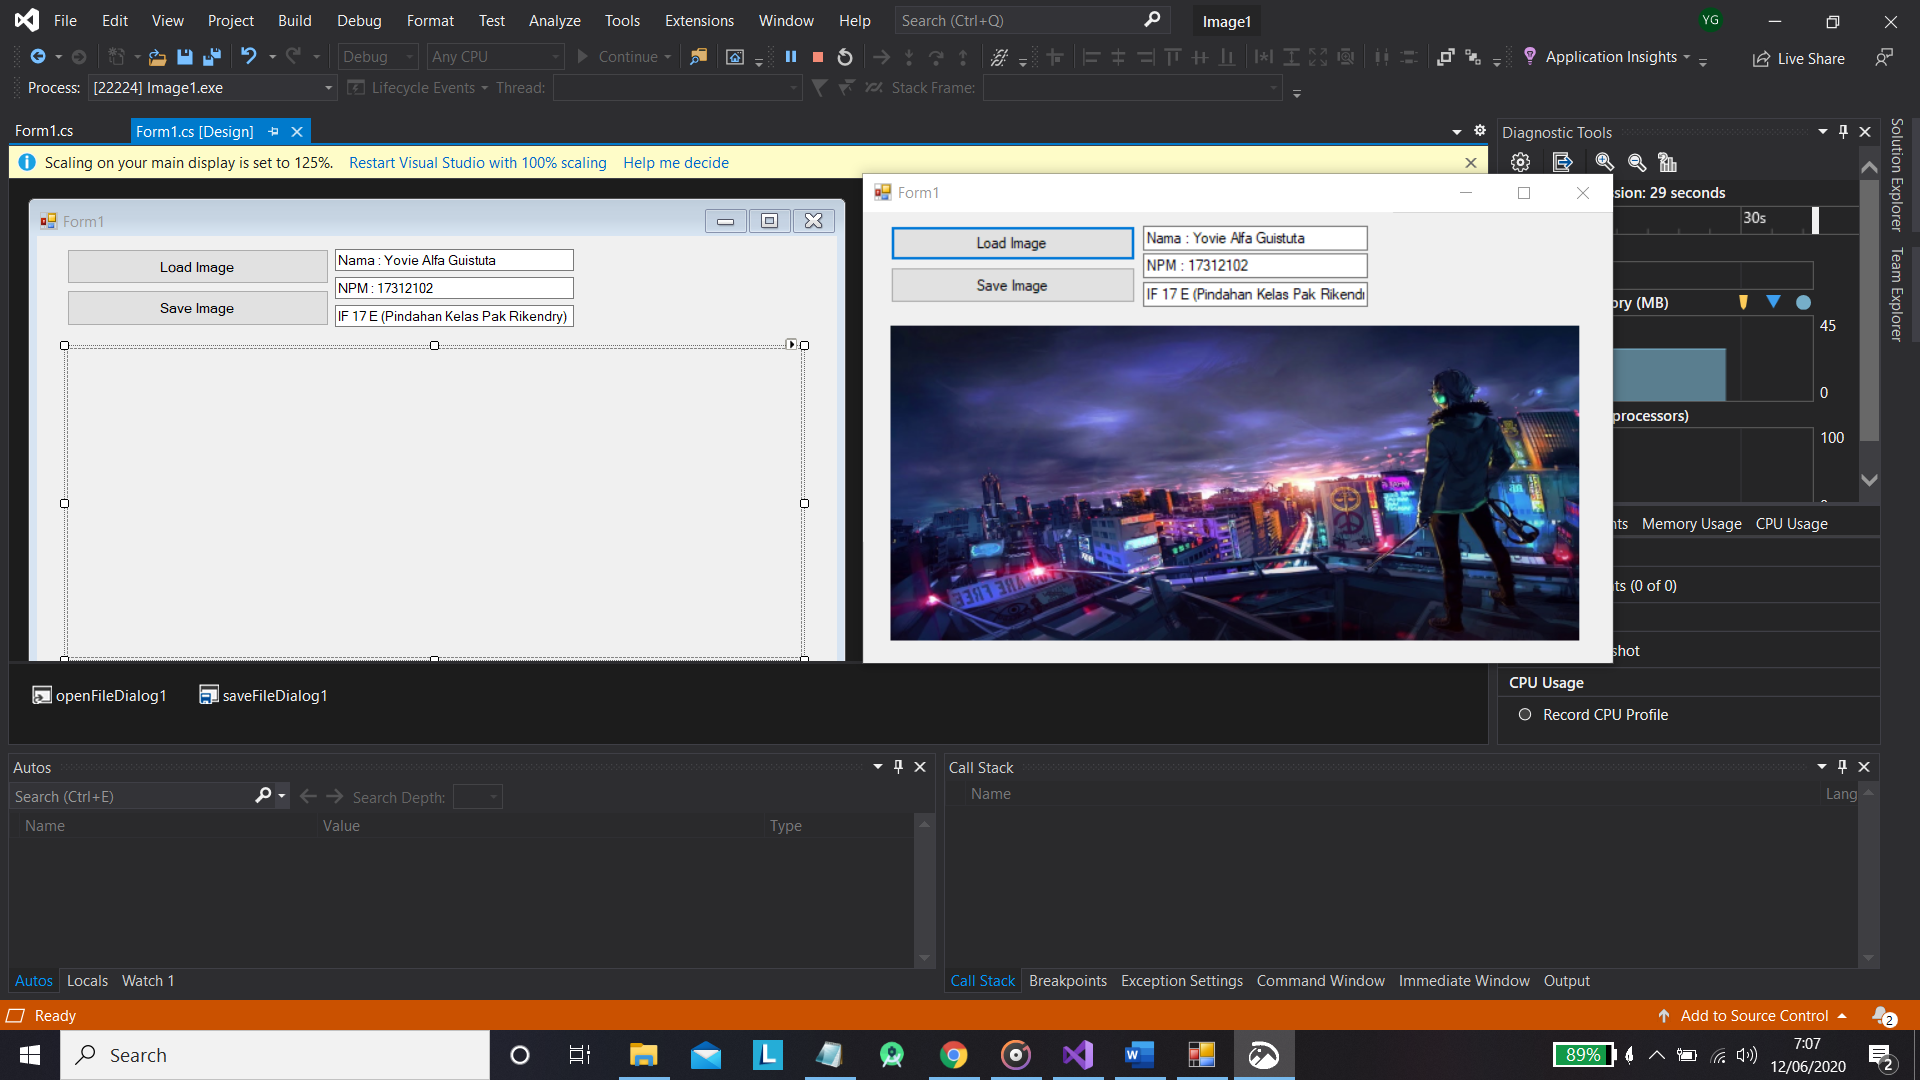 File Edit View Project Build Debug Format Test Analyze Tools Extensions Window Help Search (Ctrl+Q) Image1 YG
Debug Any CPU Continue Application Insights Live Share
Process: [22224] Image1.exe Lifecycle Events Thread: Stack Frame:
Form1.cs Form1.cs [Design]
Scaling on your main display is set to 125%. Restart Visual Studio with 100% scaling Help me decide
Form1
Load Image
Save Image
Nama : Yovie Alfa Guistuta
NPM : 17312102
IF 17 E (Pindahan Kelas Pak Rikendry)
openFileDialog1 saveFileDialog1
Form1
Load Image
Save Image
Nama : Yovie Alfa Guistuta
NPM : 17312102
IF 17 E (Pindahan Kelas Pak Rikendr
YOU ARE FREE
Diagnostic Tools
sion: 29 seconds
30s
ory (MB)
45
0
processors)
100
nts Memory Usage CPU Usage
ts (0 of 0)
shot
CPU Usage
Record CPU Profile
Solution Explorer
Team Explorer
Autos
Search (Ctrl+E) Search Depth:
Name Value Type
Autos Locals Watch 1
Call Stack
Name Lang
Call Stack Breakpoints Exception Settings Command Window Immediate Window Output
Ready Add to Source Control 2
Search
89%
7:07
12/06/2020
2